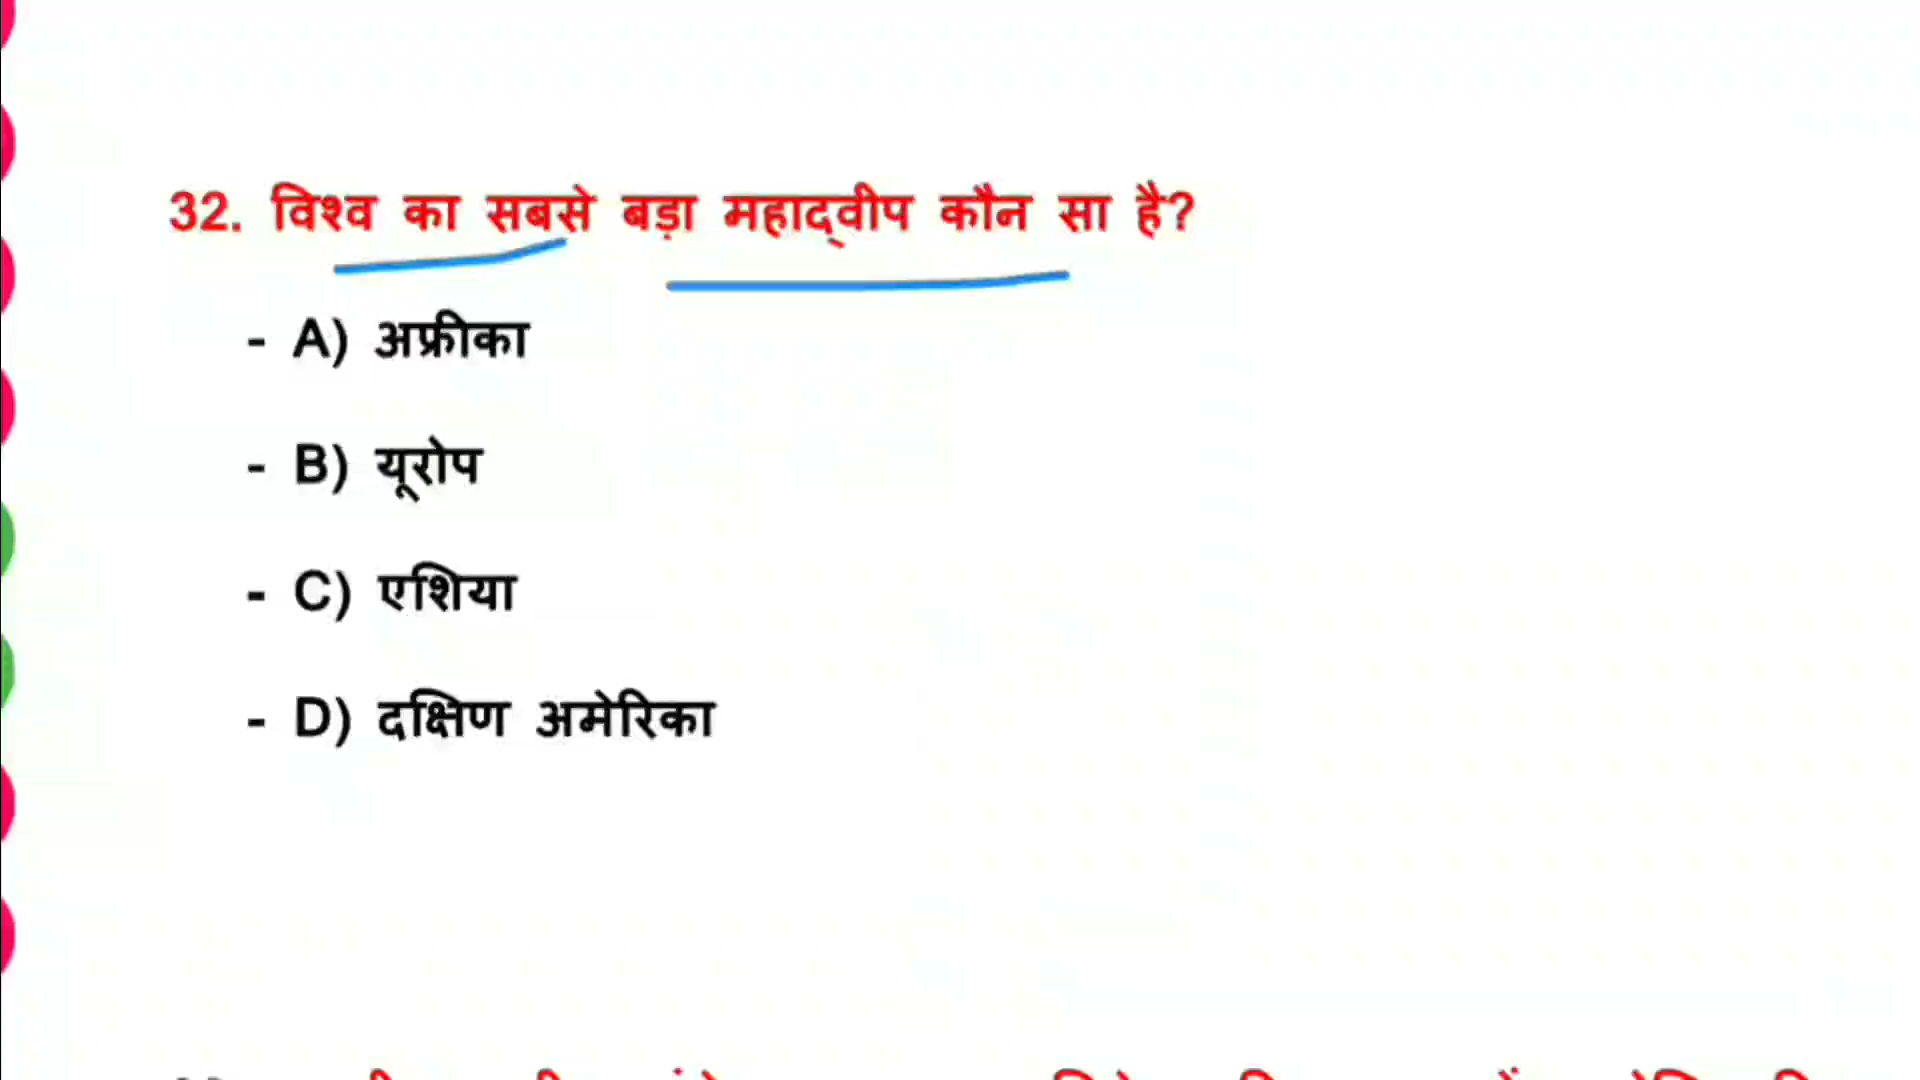 32. विश्व का सबसे बड़ा महाद्वीप कौन सा है?
- A) अफ्रीका
- B) यूरोप
- C) एशिया
- D) दक्षिण अमेरिका